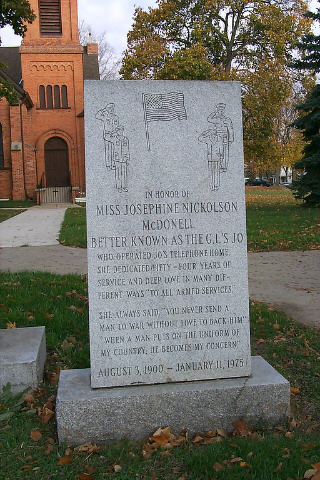 IN HONOR OF
MISS JOSEPHINE NICKOLSON
McDONELL
BETTER KNOWN AS THE G.I.'S JO
WHO OPERATED JO'S TELEPHONE HOME.
SHE DEDICATED FIFTY-FOUR YEARS OF
SERVICE AND DEEP LOVE IN MANY DIF-
FERENT WAYS "TO ALL ARMED SERVICES.
SHE ALWAYS SAID, "YOU NEVER SEND A
MAN TO WAR WITHOUT LOVE TO BACK HIM"
"WHEN A MAN PUTS ON THE UNIFORM OF
MY COUNTRY, HE BECOMES MY CONCERN"
AUGUST 3, 1900 – JANUARY 11, 1975